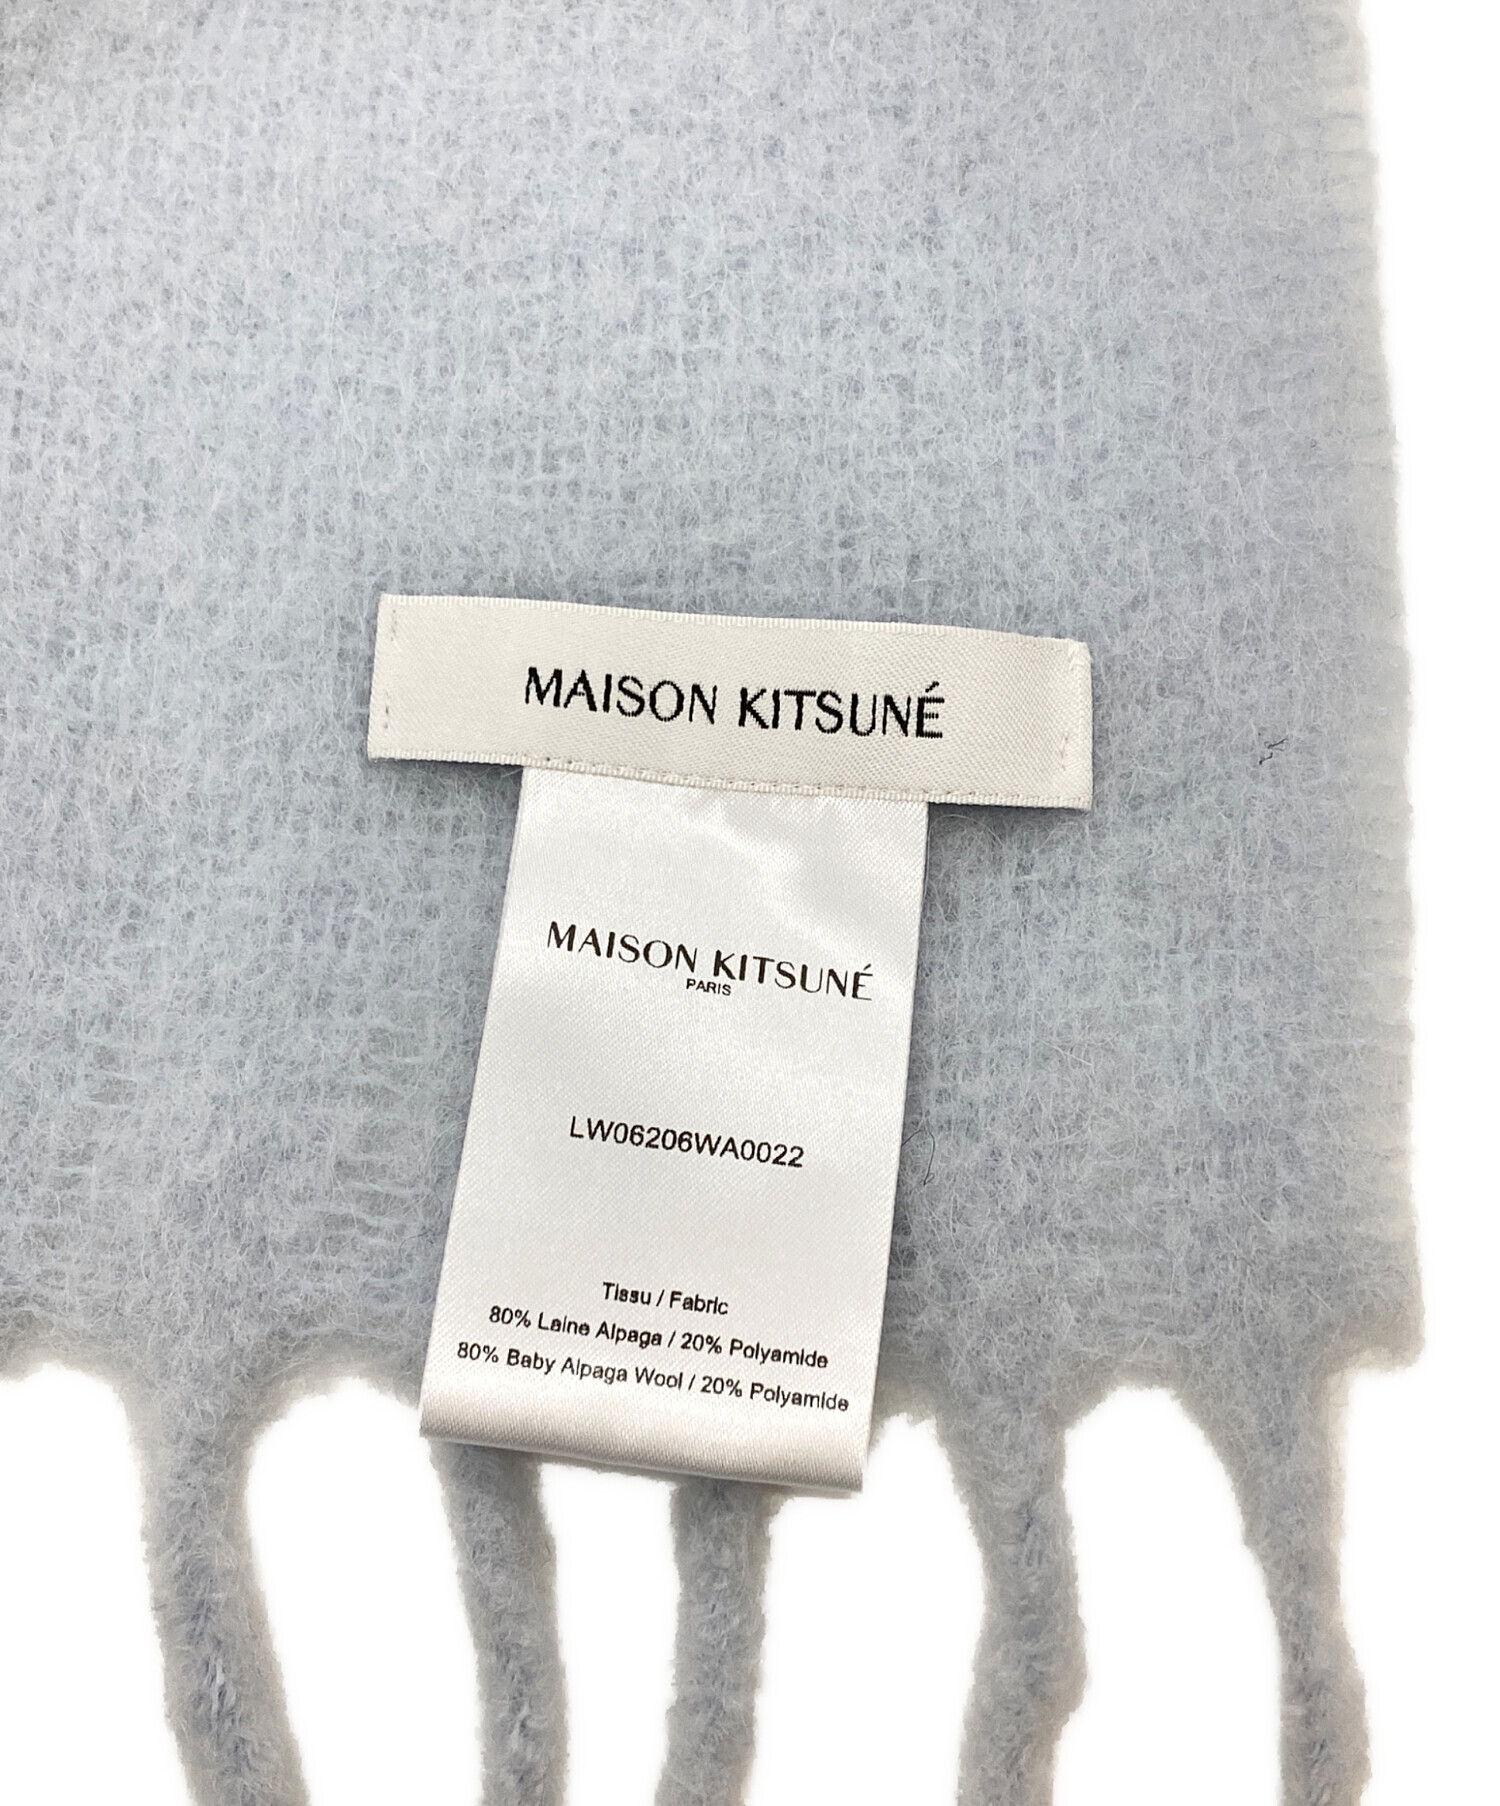 MAISON KITSUNÉ
MAISON KITSUNÉ
PARIS
LW06206WA0022
Tissu / Fabric
80% Laine Alpaga / 20% Polyamide
80% Baby Alpaga Wool / 20% Polyamide